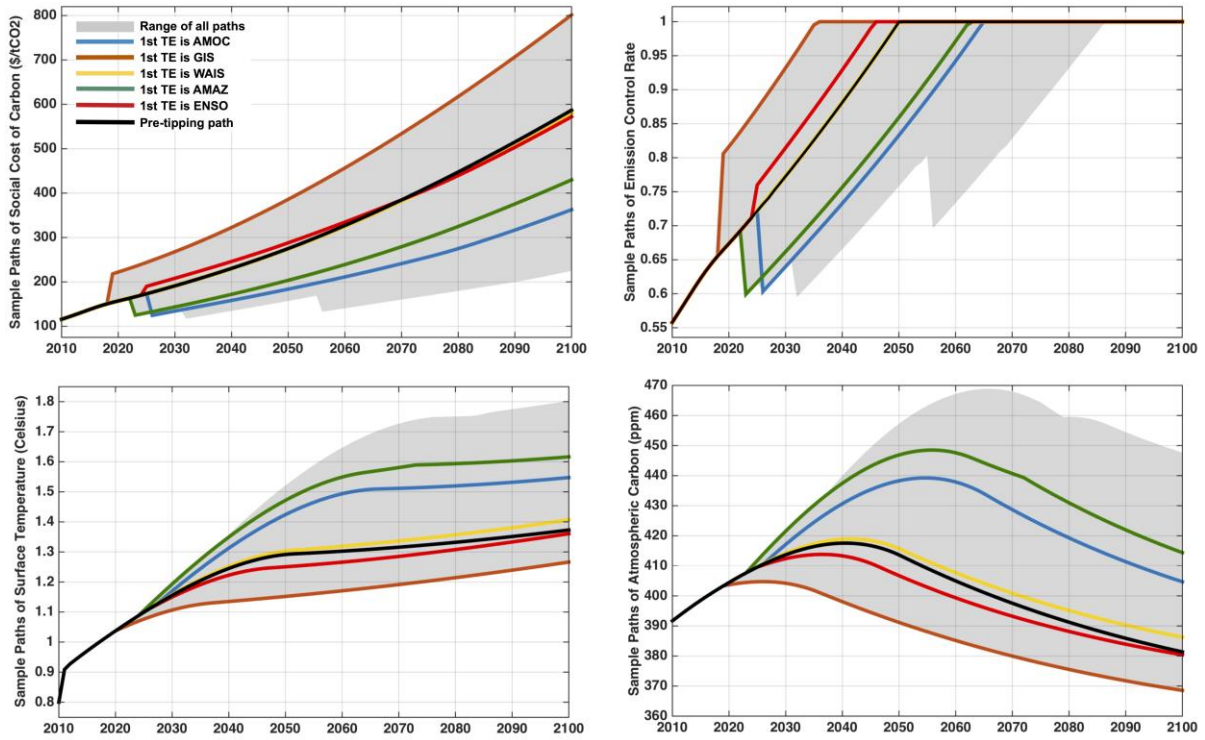 Sample Paths of Social Cost of Carbon ($/tCO2)
800
700
600
500
400
300
200
100
Range of all paths
1st TE is AMOC
1st TE is GIS
1st TE is WAIS
1st TE is AMAZ
1st TE is ENSO
Pre-tipping path
2010 2020 2030 2040 2050 2060 2070 2080 2090 2100
Sample Paths of Emission Control Rate
1
0.95
0.9
0.85
0.8
0.75
0.7
0.65
0.6
0.55
2010 2020 2030 2040 2050 2060 2070 2080 2090 2100
Sample Paths of Surface Temperature (Celsius)
1.8
1.7
1.6
1.5
1.4
1.3
1.2
1.1
1
0.9
0.8
2010 2020 2030 2040 2050 2060 2070 2080 2090 2100
Sample Paths of Atmospheric Carbon (ppm)
470
460
450
440
430
420
410
400
390
380
370
360
2010 2020 2030 2040 2050 2060 2070 2080 2090 2100